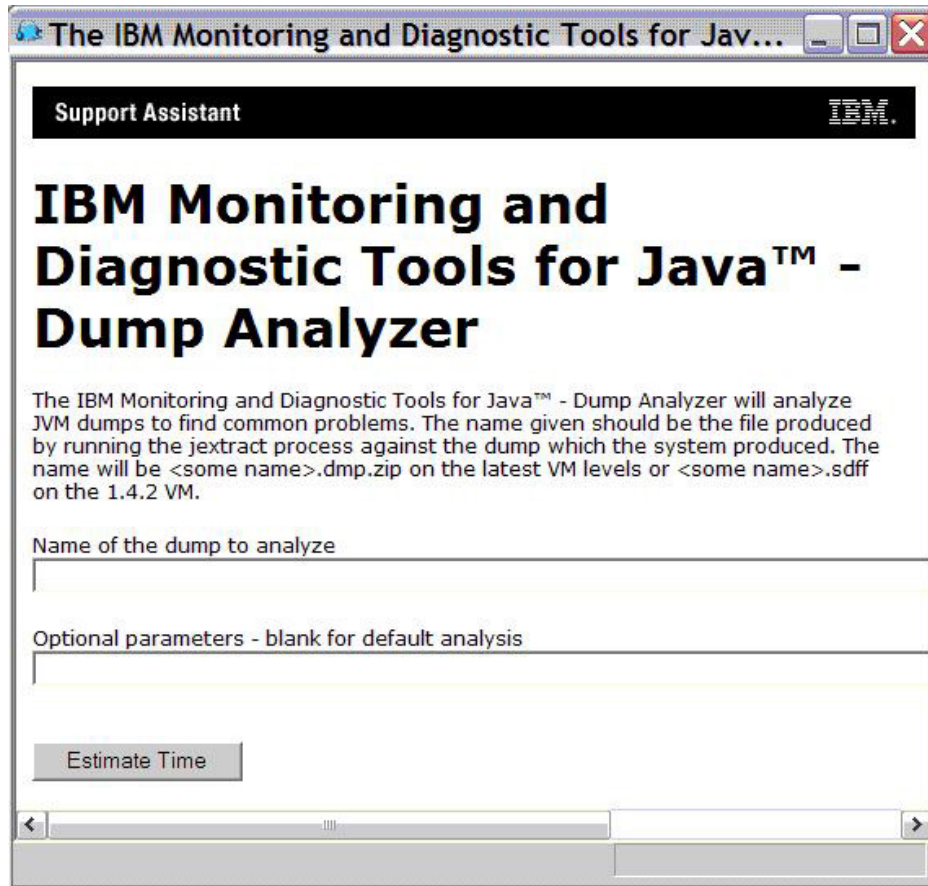 The IBM Monitoring and Diagnostic Tools for Jav...
Support Assistant
IBM.
IBM Monitoring and
Diagnostic Tools for Java™ -
Dump Analyzer
The IBM Monitoring and Diagnostic Tools for Java™ - Dump Analyzer will analyze
JVM dumps to find common problems. The name given should be the file produced
by running the jextract process against the dump which the system produced. The
name will be <some name>.dmp.zip on the latest VM levels or <some name>.sdff
on the 1.4.2 VM.
Name of the dump to analyze
Optional parameters - blank for default analysis
Estimate Time